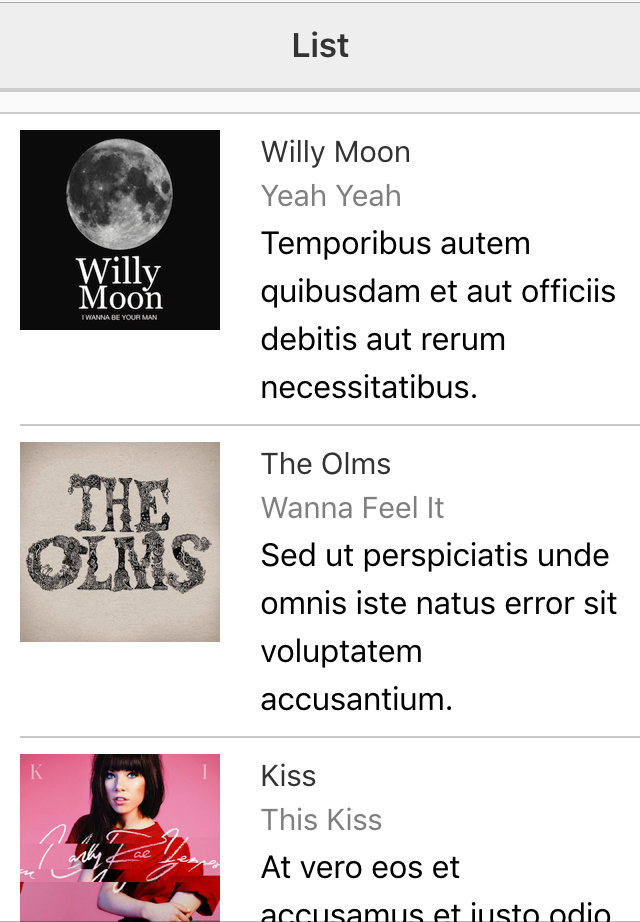 List
Willy
Moon
I WANNA BE YOUR MAN
Willy Moon
Yeah Yeah
Temporibus autem
quibusdam et aut officiis
debitis aut rerum
necessitatibus.
THE
OLMS
The Olms
Wanna Feel It
Sed ut perspiciatis unde
omnis iste natus error sit
voluptatem
accusantium.
K I
Carly Rae Jepsen
Kiss
This Kiss
At vero eos et
accusamus et iusto odio